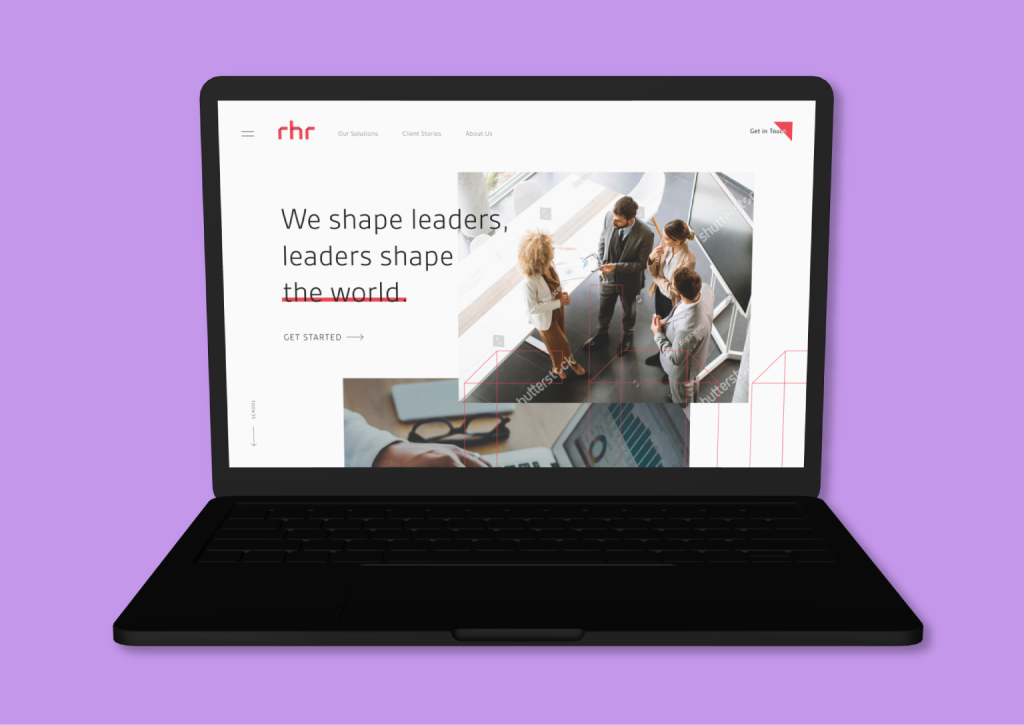 rhr
Our Solutions
Client Stories
About Us
Get in Touch
We shape leaders,
leaders shape
the world.
GET STARTED
SCROLL
shutterstock
shutterstock
shutterstock